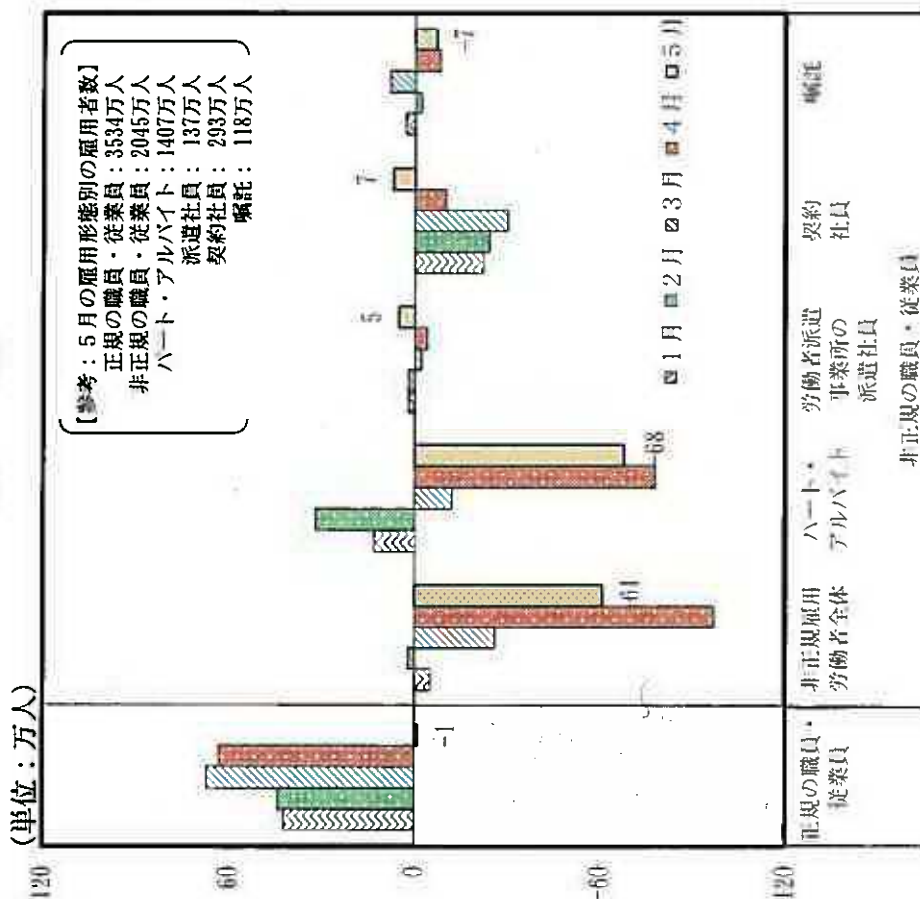 (単位：万人)
120
60
0
-60
120
【参考：５月の雇用形態別の雇用者数】
正規の職員・従業員：3534万人
非正規の職員・従業員：2045万人
パート・アルバイト：1407万人
派遣社員：137万人
契約社員：293万人
嘱託：118万人
-1
-61
-68
5
7
-7
1月 2月 3月 4月 5月
正規の職員・
従業員
非正規雇用
労働者全体
パート・
アルバイト
労働者派遣
事業所の
派遣社員
契約
社員
嘱託
非正規の職員・従業員